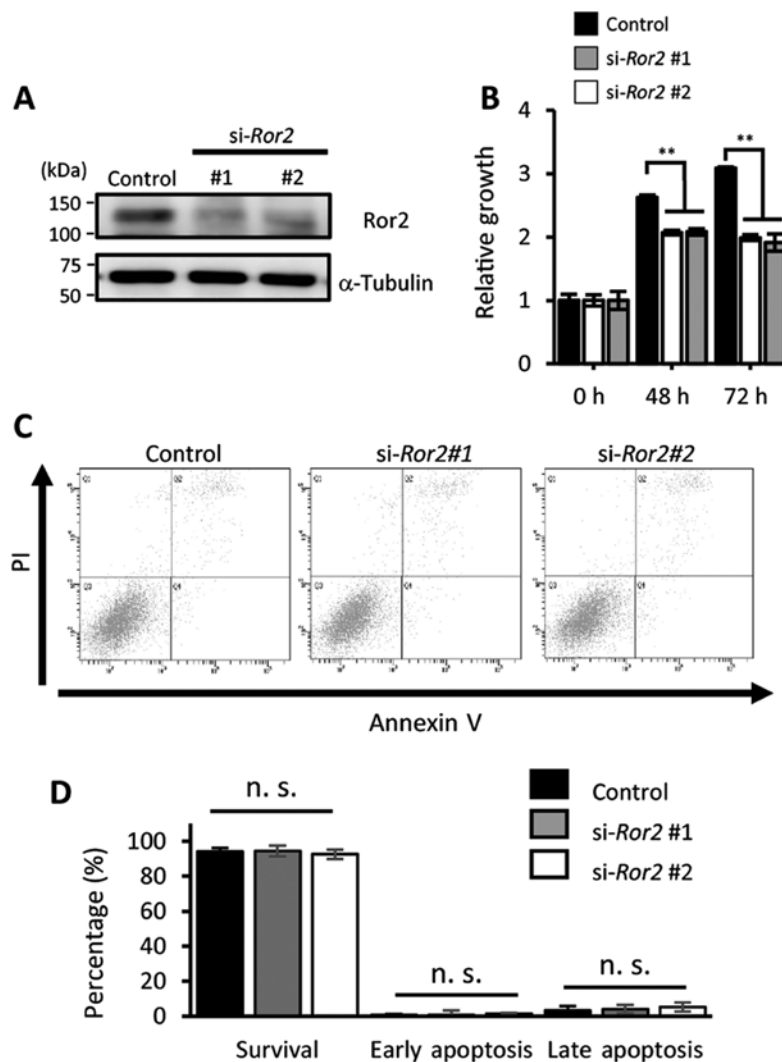 A
si-Ror2
(kDa)
Control #1 #2
150
100
Ror2
75
50
α-Tubulin
Control
si-Ror2 #1
si-Ror2 #2
B
Relative growth
4
3
2
1
0
**
**
0 h 48 h 72 h
C
Control si-Ror2#1 si-Ror2#2
PI
Annexin V
D
n. s.
Control
si-Ror2 #1
si-Ror2 #2
Percentage (%)
100
80
60
40
20
0
n. s. n. s.
Survival Early apoptosis Late apoptosis